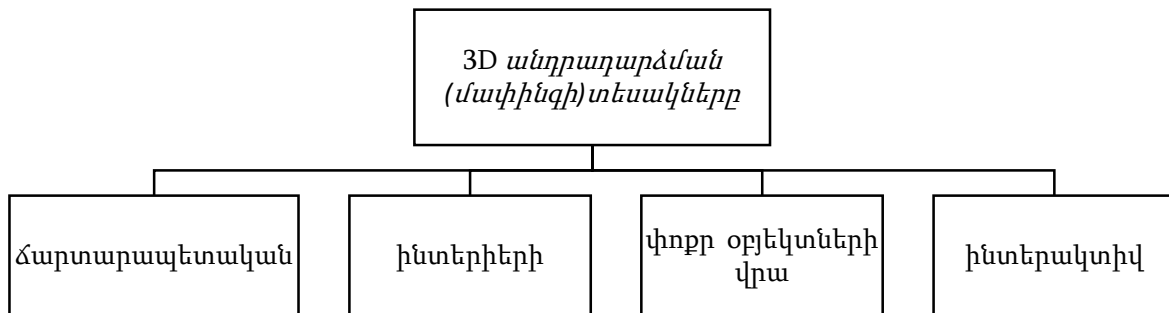 3D անդրադարձման
(մափինգի)տեսակները
ճարտարապետական
ինտերիերի
փոքր օբյեկտների
վրա
ինտերակտիվ